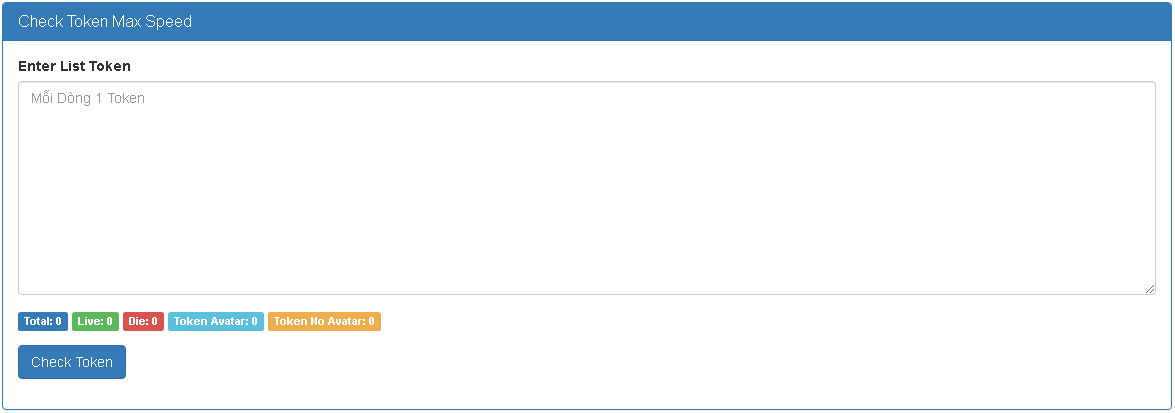 Check Token Max Speed
Enter List Token
Mỗi Dòng 1 Token
Total: 0 Live: 0 Die: 0 Token Avatar: 0 Token No Avatar: 0
Check Token